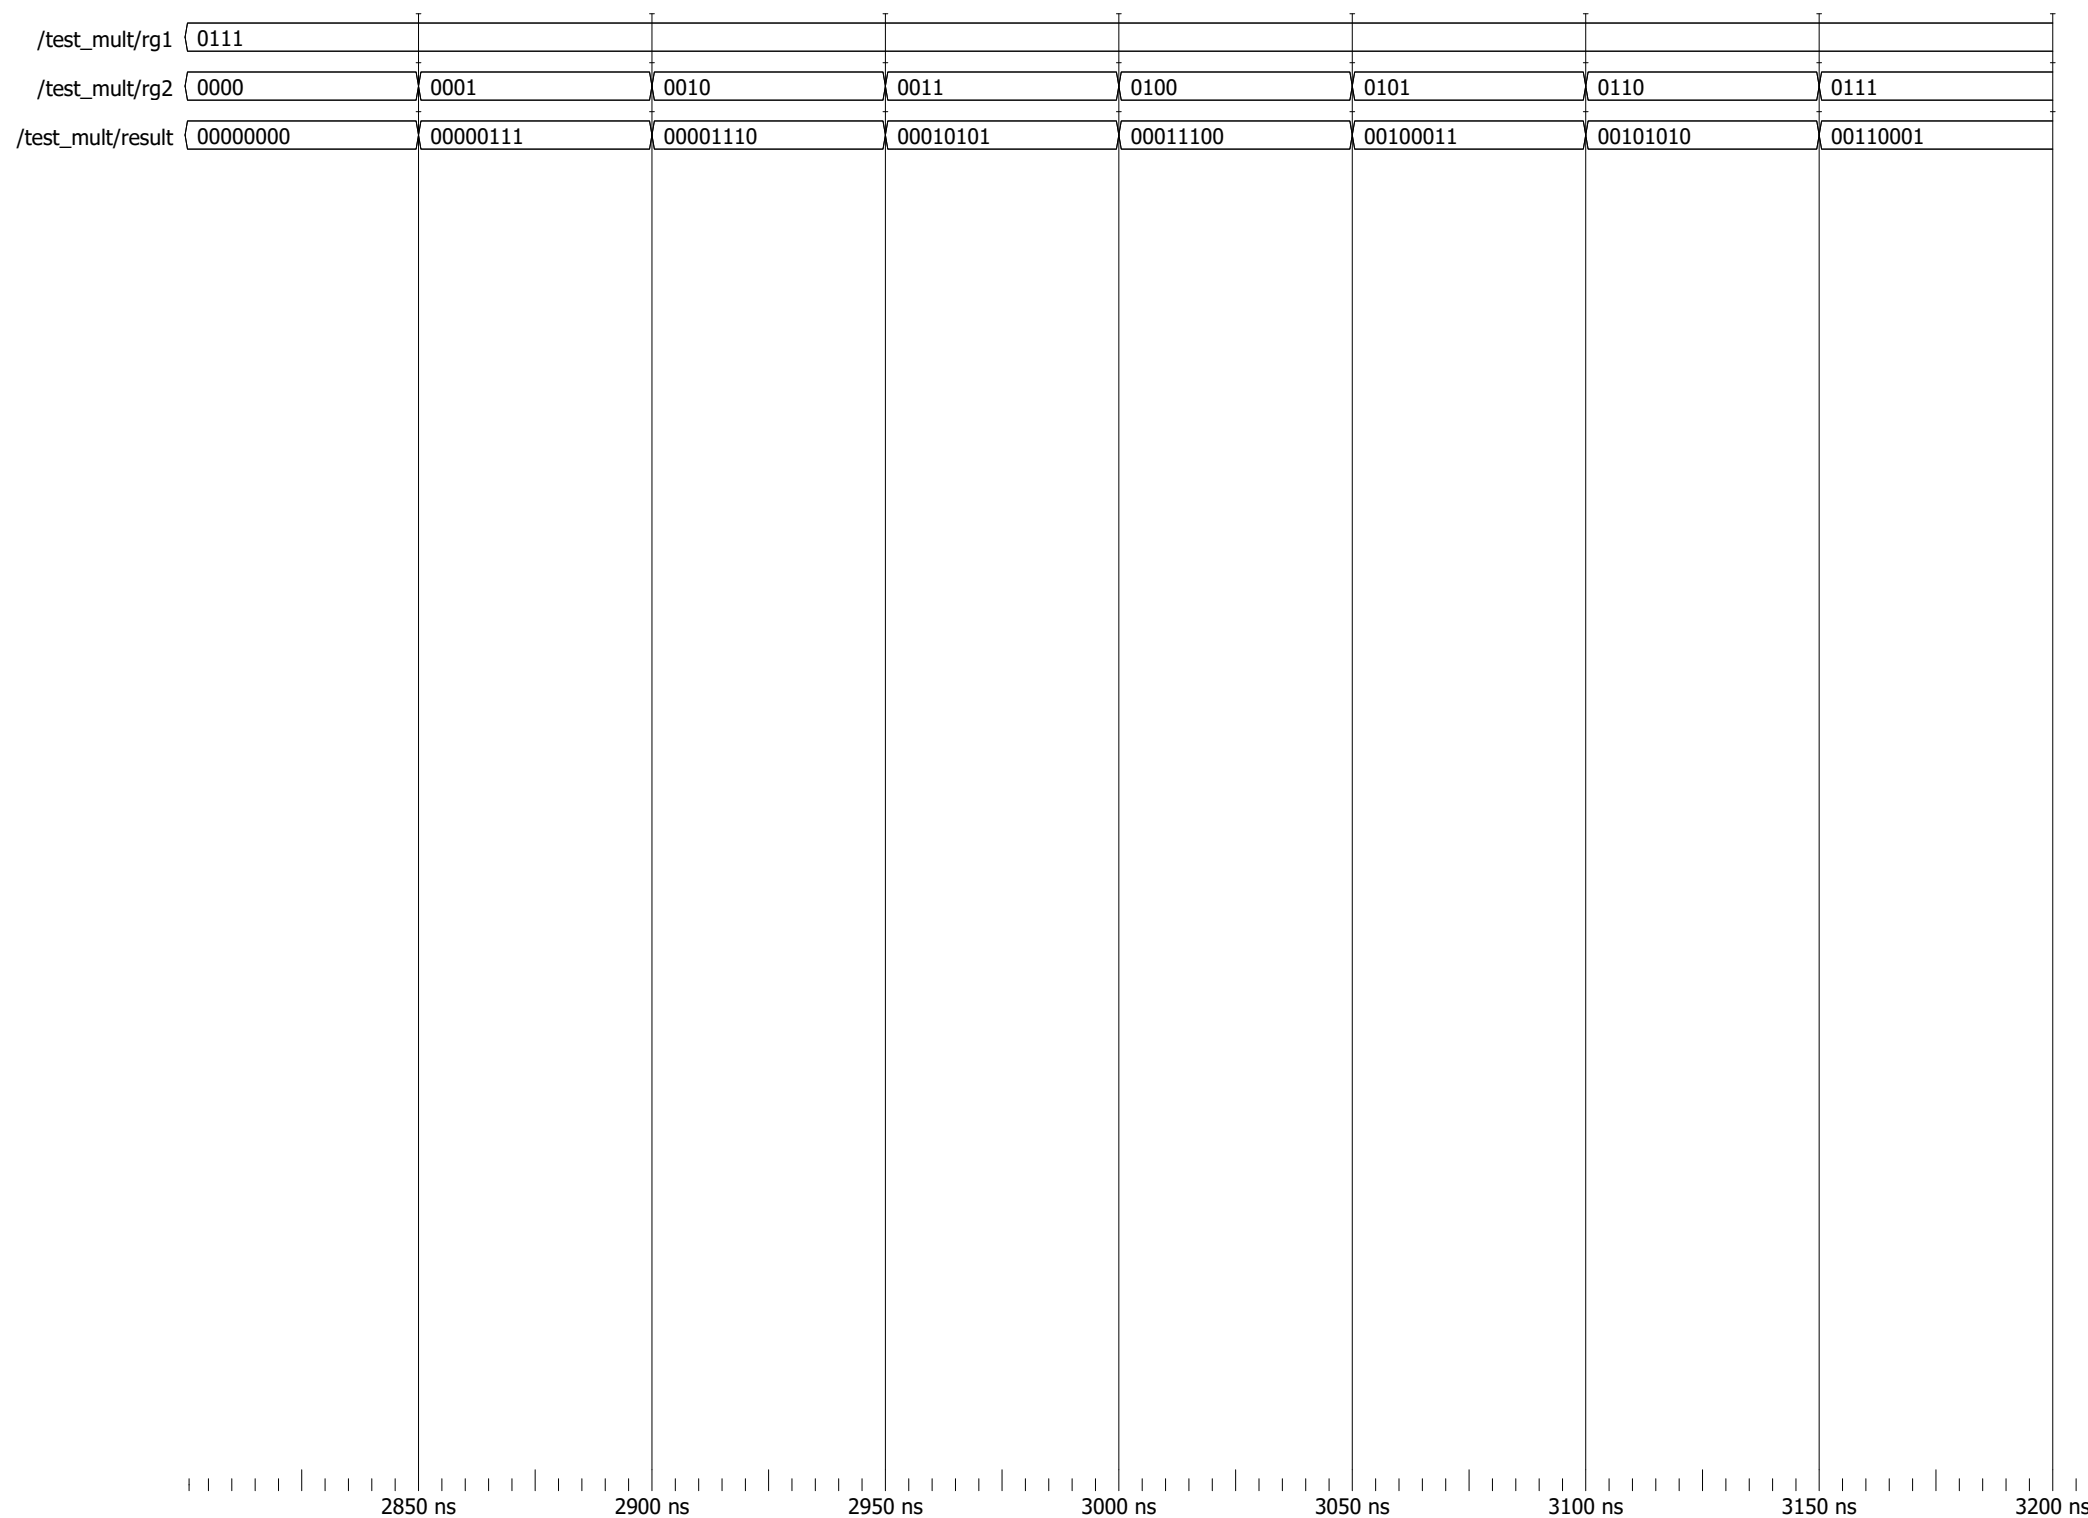 /test_mult/rg1 0111
/test_mult/rg2 0000 0001 0010 0011 0100 0101 0110 0111
/test_mult/result 00000000 00000111 00001110 00010101 00011100 00100011 00101010 00110001
2850 ns 2900 ns 2950 ns 3000 ns 3050 ns 3100 ns 3150 ns 3200 ns